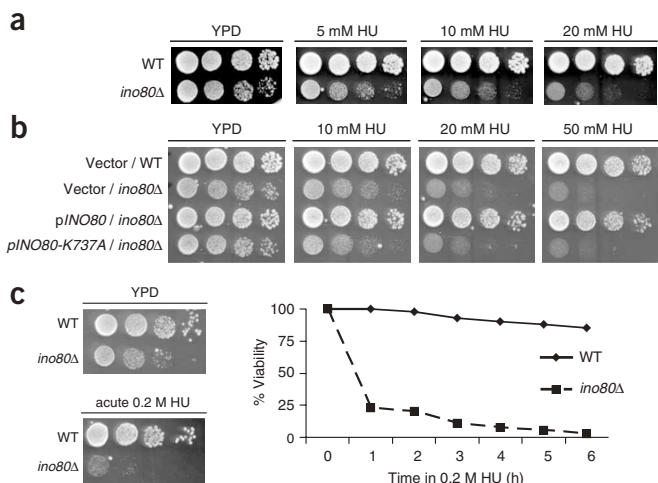 a
YPD 5 mM HU 10 mM HU 20 mM HU
WT
ino80Δ
b
YPD 10 mM HU 20 mM HU 50 mM HU
Vector / WT
Vector / ino80Δ
pINO80 / ino80Δ
pINO80-K737A / ino80Δ
c
YPD
WT
ino80Δ
acute 0.2 M HU
WT
ino80Δ
% Viability
100
75
50
25
0
0 1 2 3 4 5 6
Time in 0.2 M HU (h)
WT
ino80Δ